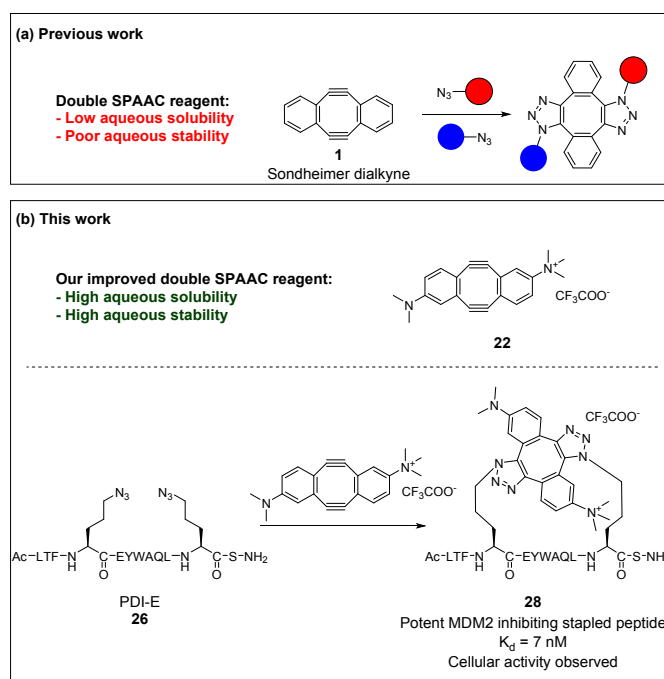 (a) Previous work
Double SPAAC reagent:
- Low aqueous solubility
- Poor aqueous stability
N3
N3
1
Sondheimer dialkyne
N
N
N
N
N
N
(b) This work
Our improved double SPAAC reagent:
- High aqueous solubility
- High aqueous stability
N
N+
CF3COO-
22
N
CF3COO-
N
N
N
N
N
N
N+
N3
N3
N
N+
CF3COO-
Ac-LTF-N
H
O
-EYWAQL-N
H
O
-S-NH2
PDI-E
26
Ac-LTF-N
H
O
-EYWAQL-N
H
O
-S-NH
28
Potent MDM2 inhibiting stapled peptide
Kd = 7 nM
Cellular activity observed